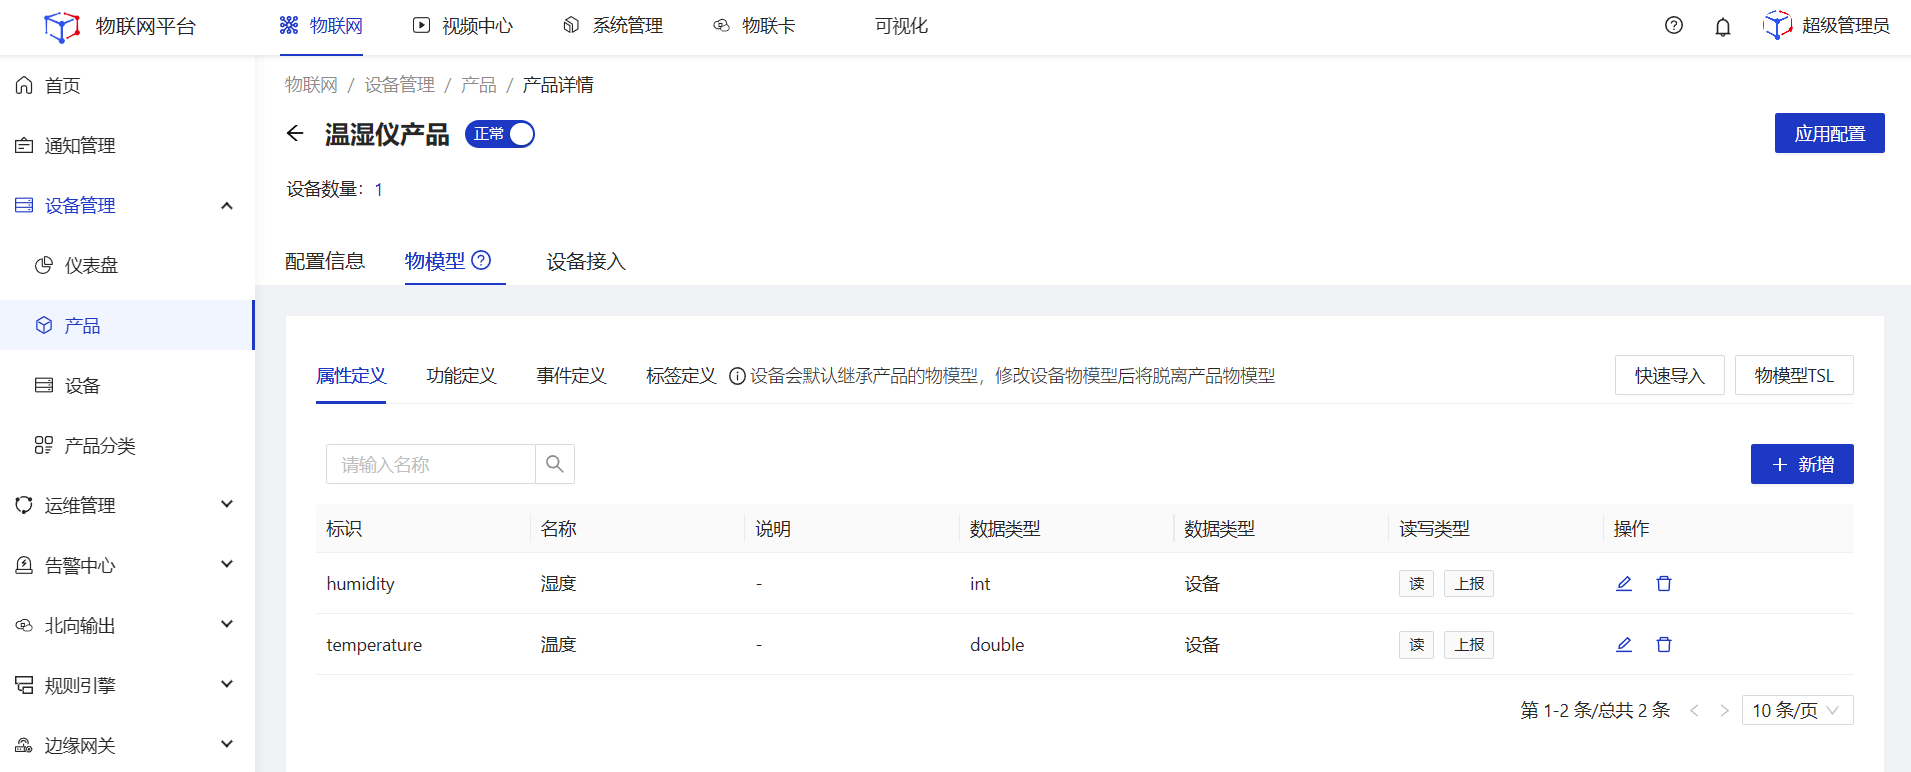 物联网平台
物联网
视频中心
系统管理
物联卡
可视化
超级管理员
首页
通知管理
设备管理
仪表盘
产品
设备
产品分类
运维管理
告警中心
北向输出
规则引擎
边缘网关
物联网 / 设备管理 / 产品 / 产品详情
温湿仪产品 正常
应用配置
设备数量： 1
配置信息 物模型 设备接入
属性定义 功能定义 事件定义 标签定义 设备会默认继承产品的物模型，修改设备物模型后将脱离产品物模型
快速导入 物模型TSL
请输入名称
新增
标识 名称 说明 数据类型 数据类型 读写类型 操作
humidity 湿度 - int 设备 读 上报
temperature 温度 - double 设备 读 上报
第 1-2 条/总共 2 条 < > 10 条/页